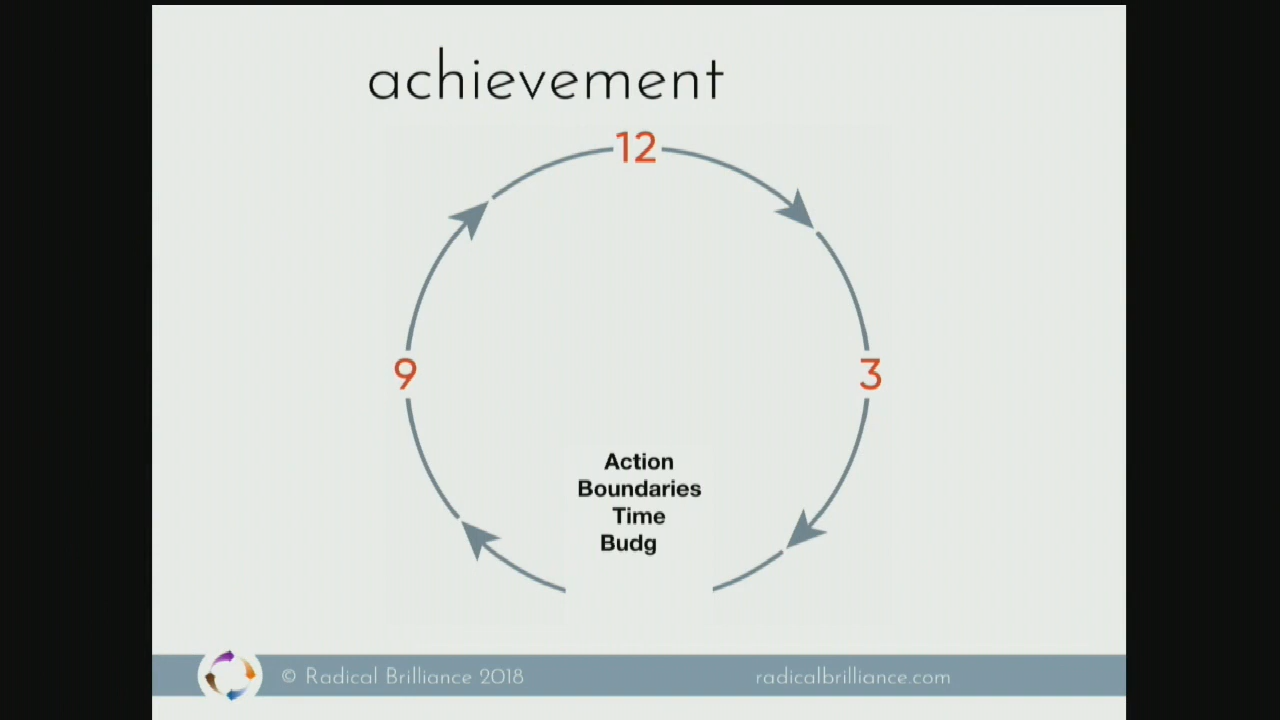 achievement
12
9
3
Action
Boundaries
Time
Budg
© Radical Brilliance 2018
radicalbrilliance.com